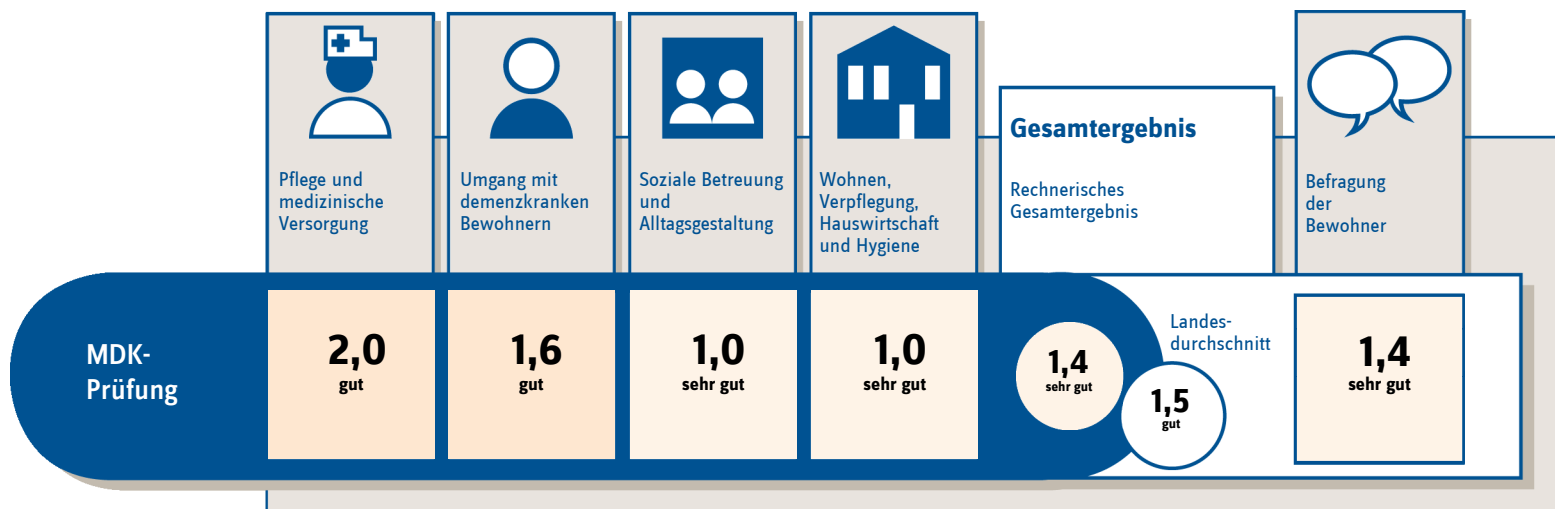 Pflege und
medizinische
Versorgung
Umgang mit
demenzkranken
Bewohnern
Soziale Betreuung
und
Alltagsgestaltung
Wohnen,
Verpflegung,
Hauswirtschaft
und Hygiene
Gesamtergebnis
Rechnerisches
Gesamtergebnis
Befragung
der
Bewohner
MDK-
Prüfung
2,0
gut
1,6
gut
1,0
sehr gut
1,0
sehr gut
1,4
sehr gut
Landes-
durchschnitt
1,5
gut
1,4
sehr gut